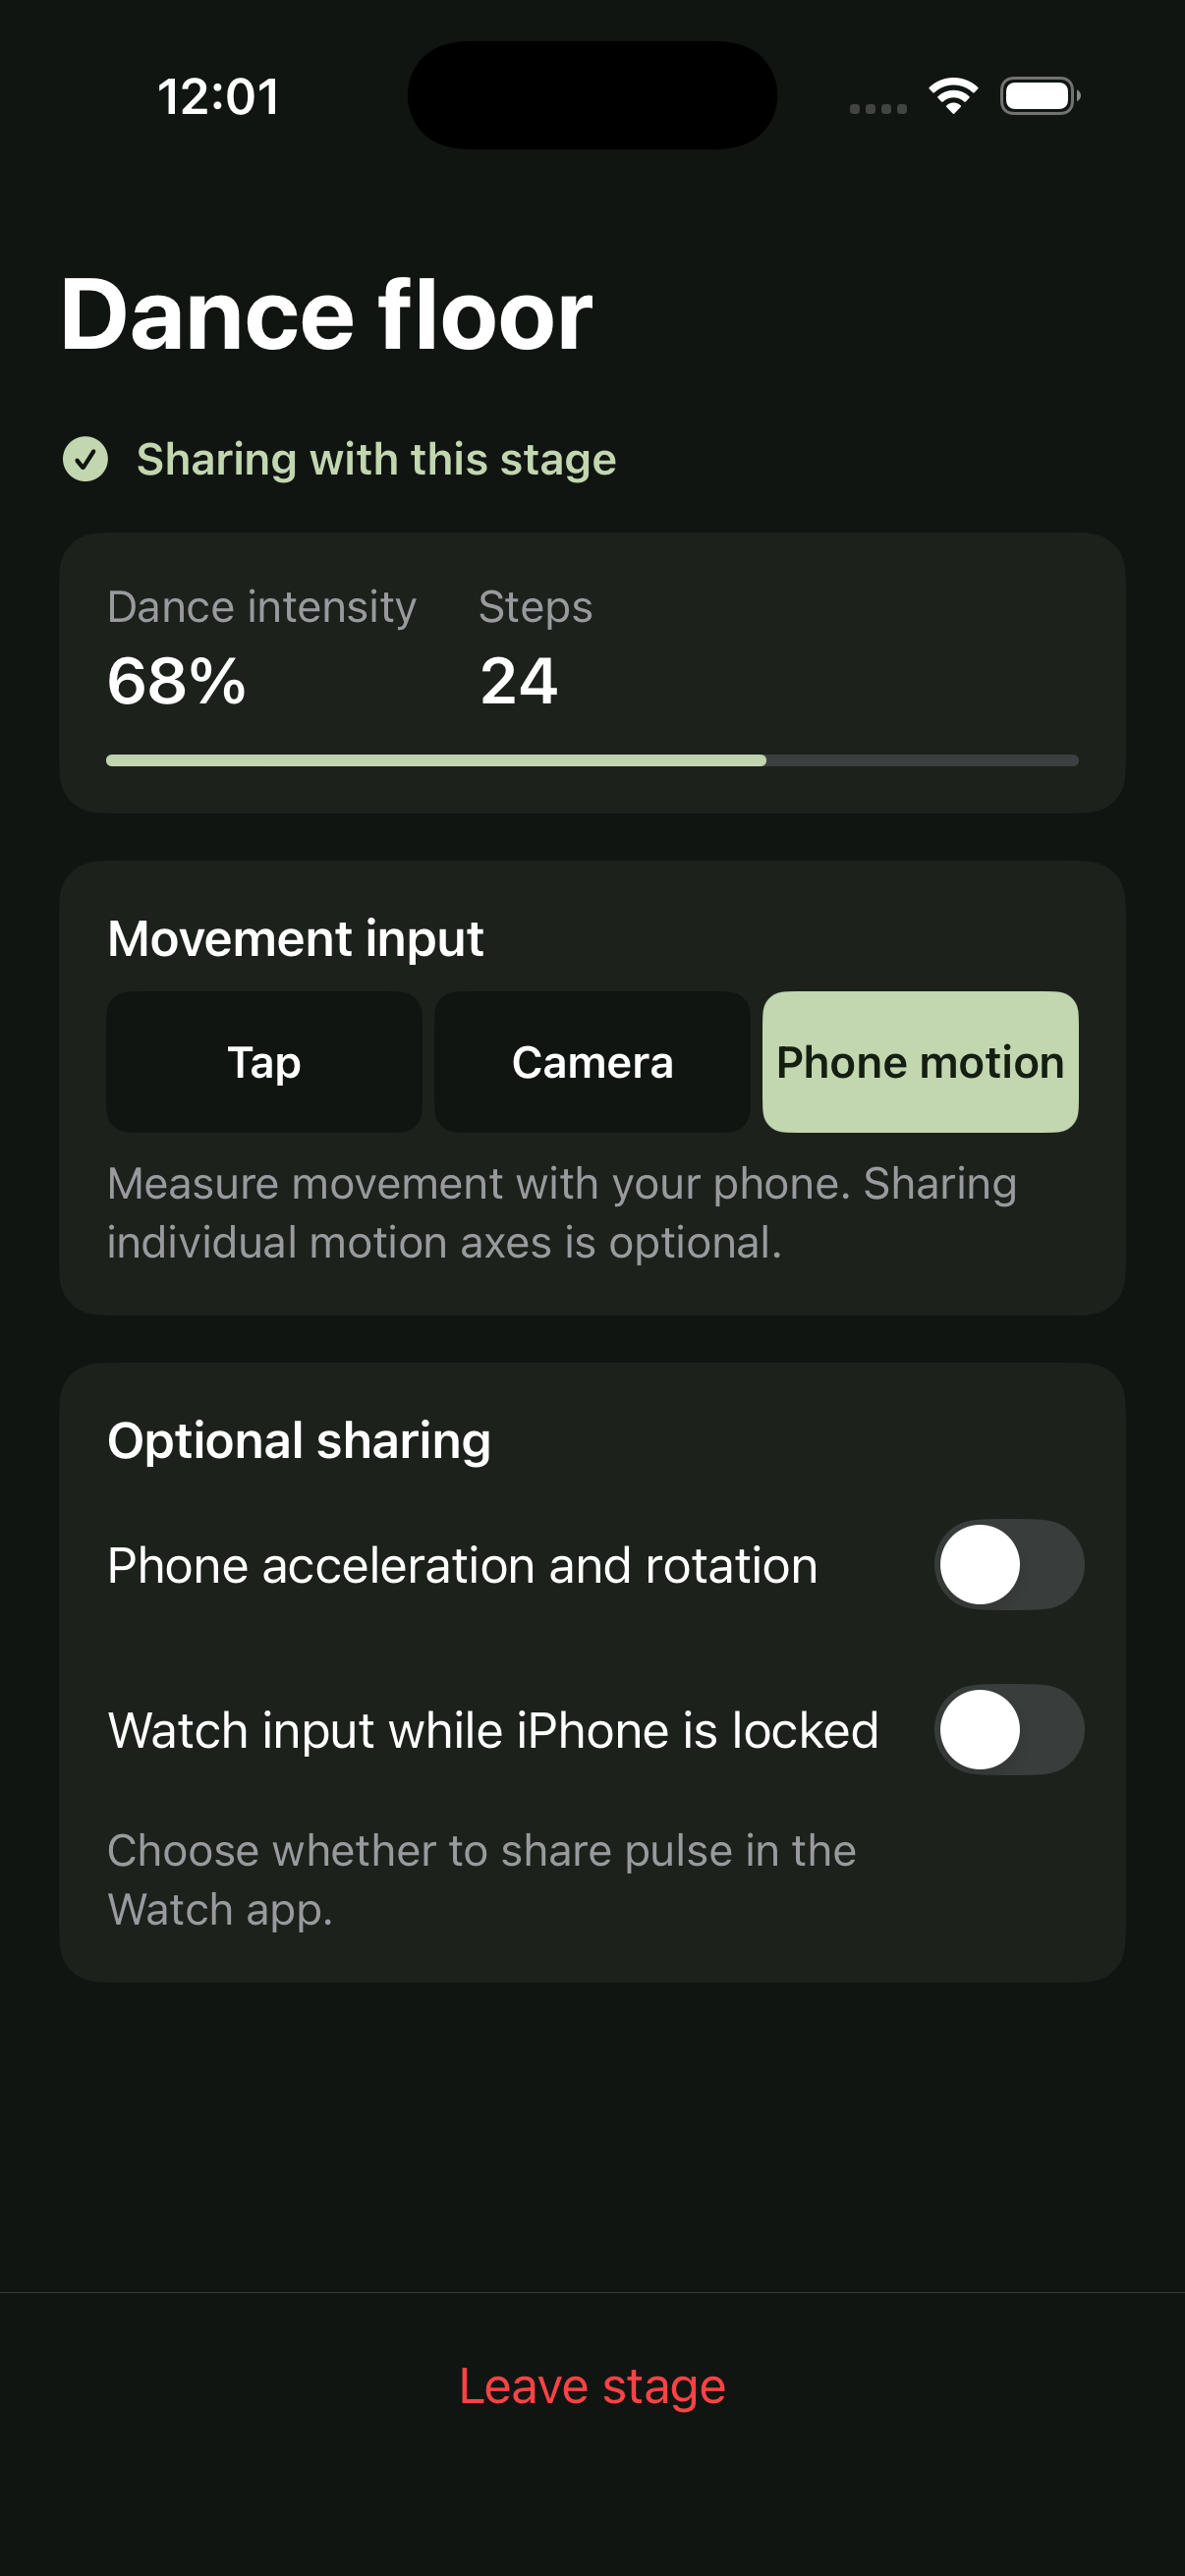 12:01
Dance floor
Sharing with this stage
Dance intensity Steps
68% 24
Movement input
Tap Camera Phone motion
Measure movement with your phone. Sharing
individual motion axes is optional.
Optional sharing
Phone acceleration and rotation
Watch input while iPhone is locked
Choose whether to share pulse in the
Watch app.
Leave stage